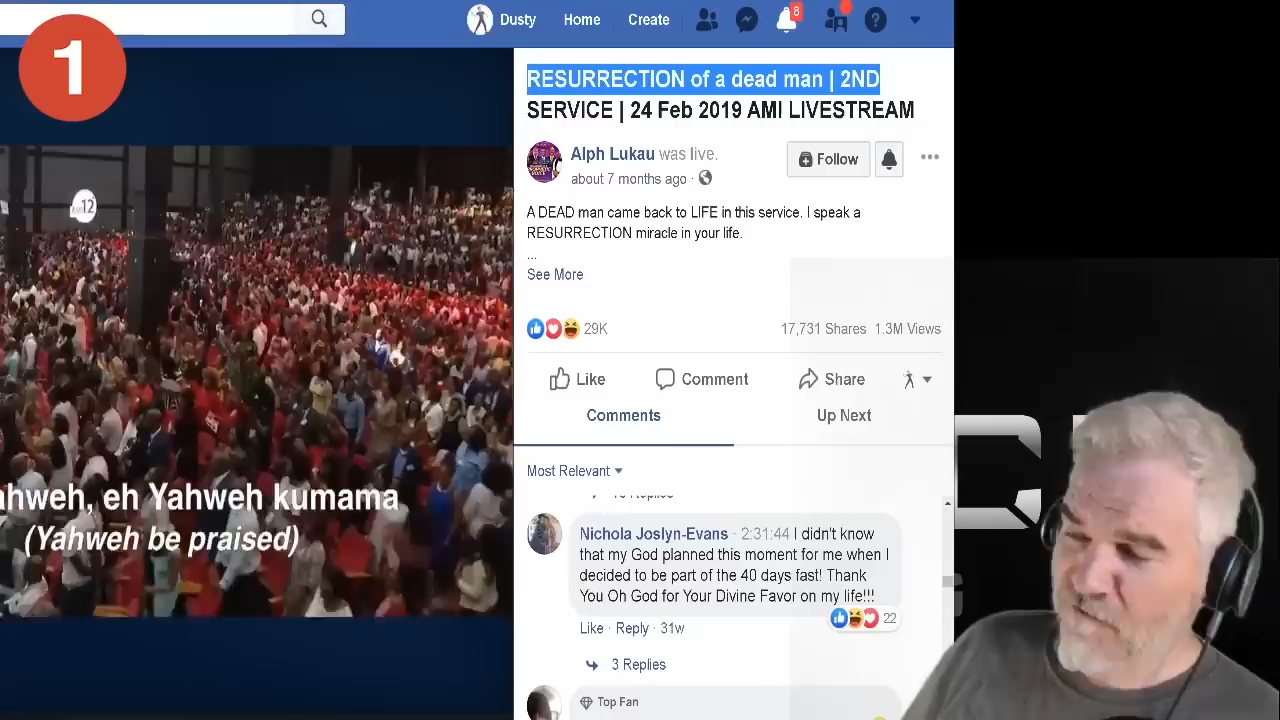 1
Dusty
Home
Create
8
RESURRECTION of a dead man | 2ND
SERVICE | 24 Feb 2019 AMI LIVESTREAM
Alph Lukau was live.
about 7 months ago ·
Follow
A DEAD man came back to LIFE in this service. I speak a
RESURRECTION miracle in your life.
...
See More
29K
17,731 Shares 1.3M Views
Like
Comment
Share
Comments
Up Next
Most Relevant
Replies
Nichola Joslyn-Evans · 2:31:44 I didn't know
that my God planned this moment for me when I
decided to be part of the 40 days fast! Thank
You Oh God for Your Divine Favor on my life!!!
22
Like · Reply · 31w
3 Replies
Top Fan
12
ahweh, eh Yahweh kumama
(Yahweh be praised)